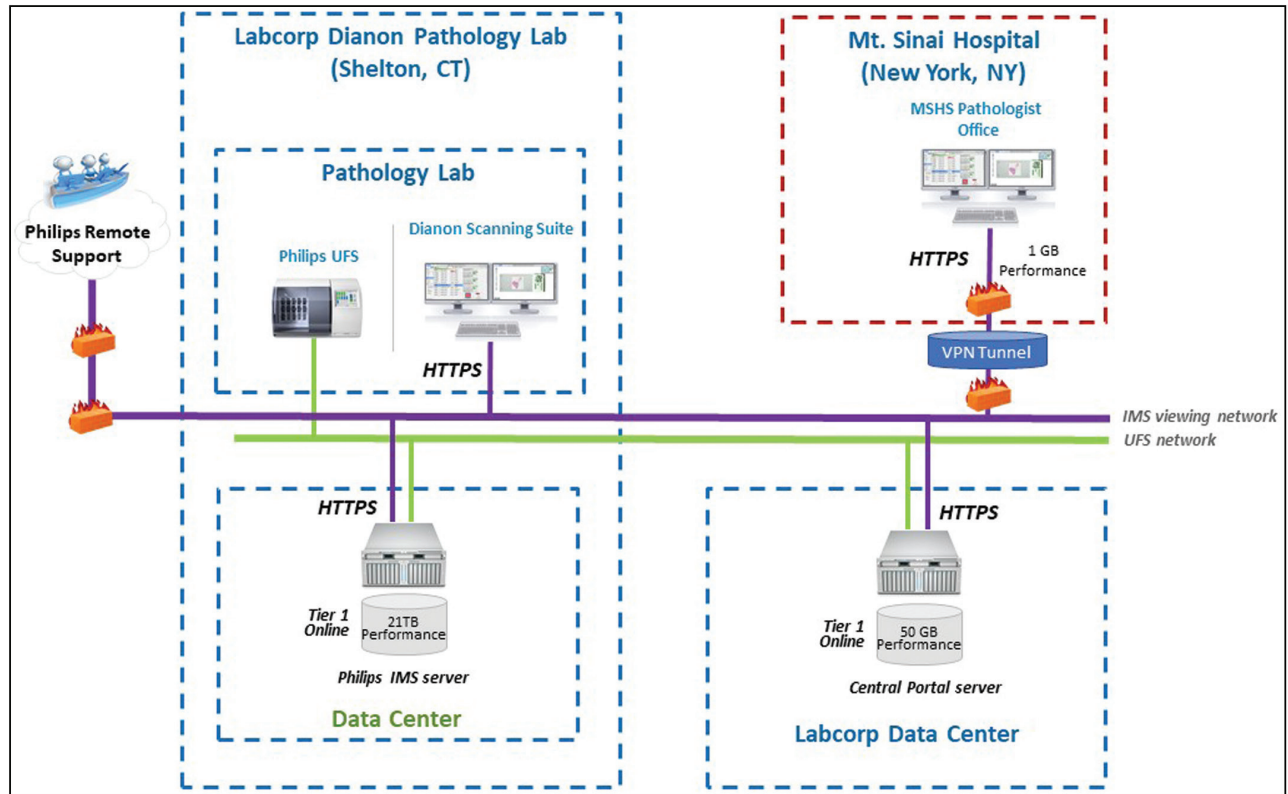 Labcorp Dianon Pathology Lab
(Shelton, CT)
Mt. Sinai Hospital
(New York, NY)
MSHS Pathologist
Office
HTTPS
1 GB
Performance
VPN Tunnel
Philips Remote
Support
Pathology Lab
Philips UFS
Dianon Scanning Suite
HTTPS
IMS viewing network
UFS network
HTTPS
Tier 1
Online
21TB
Performance
Philips IMS server
Data Center
HTTPS
Tier 1
Online
50 GB
Performance
Central Portal server
Labcorp Data Center